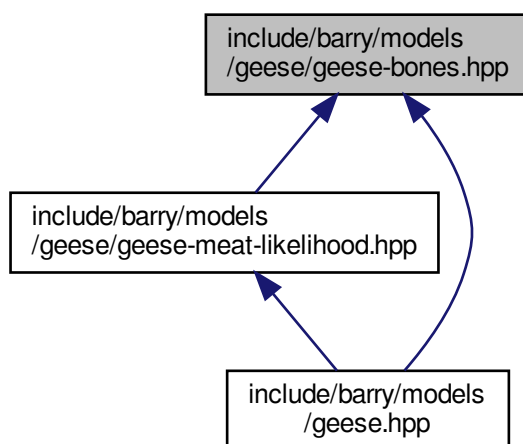 include/barry/models
/geese/geese-bones.hpp
include/barry/models
/geese/geese-meat-likelihood.hpp
include/barry/models
/geese.hpp